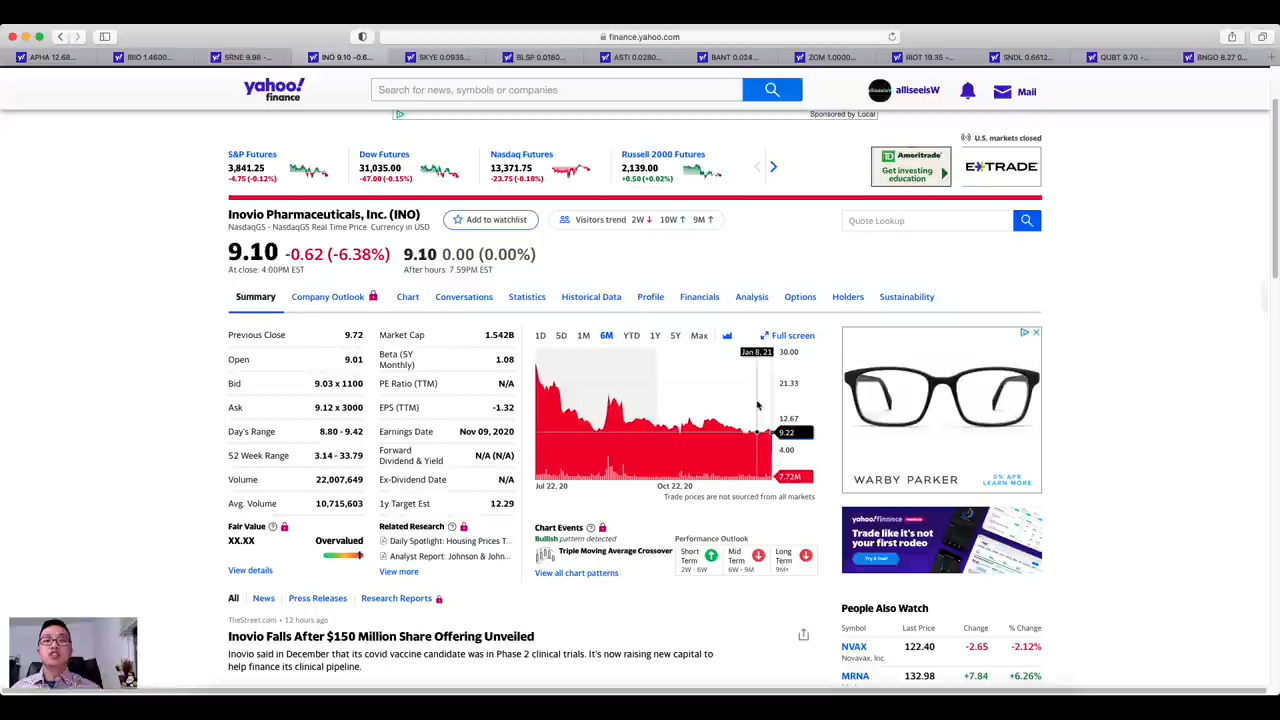 finance.yahoo.com
APHA 12.68...
IBIO 1.4600...
SRNE 9.98 -...
INO 9.10 -0.6...
SKYE 0.0935...
BLSP 0.0180...
ASTI 0.0280...
BANT 0.024...
ZOM 1.0000...
RIOT 19.35 -...
SNDL 0.6612...
QUBT 9.70 -...
BNGO 8.27 0...
yahoo!
finance
Search for news, symbols or companies
alliseeisW
Mail
Sponsored by Local
U.S. markets closed
S&P Futures
3,841.25
-4.75 (-0.12%)
Dow Futures
31,035.00
-47.00 (-0.15%)
Nasdaq Futures
13,371.75
-23.75 (-0.18%)
Russell 2000 Futures
2,139.00
+0.50 (+0.02%)
TD Ameritrade
Get investing
education
E*TRADE
Inovio Pharmaceuticals, Inc. (INO)
NasdaqGS - NasdaqGS Real Time Price. Currency in USD
Add to watchlist
Visitors trend 2W ↓ 10W ↑ 9M ↑
Quote Lookup
9.10 -0.62 (-6.38%)
At close: 4:00PM EST
9.10 0.00 (0.00%)
After hours: 7:59PM EST
Summary
Company Outlook
Chart
Conversations
Statistics
Historical Data
Profile
Financials
Analysis
Options
Holders
Sustainability
Previous Close 9.72
Open 9.01
Bid 9.03 x 1100
Ask 9.12 x 3000
Day's Range 8.80 - 9.42
52 Week Range 3.14 - 33.79
Volume 22,007,649
Avg. Volume 10,715,603
Market Cap 1.542B
Beta (5Y
Monthly) 1.08
PE Ratio (TTM) N/A
EPS (TTM) -1.32
Earnings Date Nov 09, 2020
Forward
Dividend & Yield N/A (N/A)
Ex-Dividend Date N/A
1y Target Est 12.29
1D 5D 1M 6M YTD 1Y 5Y Max
Full screen
Jan 8, 21
30.00
21.33
12.67
9.22
4.00
7.72M
Jul 22, 20
Oct 22, 20
Trade prices are not sourced from all markets
Fair Value
XX.XX Overvalued
View details
Related Research
Daily Spotlight: Housing Prices T...
Analyst Report: Johnson & John...
View more
Chart Events
Bullish pattern detected
Triple Moving Average Crossover
View all chart patterns
Performance Outlook
Short
Term
2W - 6W
Mid
Term
6W - 9M
Long
Term
9M+
WARBY PARKER
0% APR
LEARN MORE
yahoo!finance
Trade like it's not
your first rodeo
Try it!
All
News
Press Releases
Research Reports
TheStreet.com • 12 hours ago
Inovio Falls After $150 Million Share Offering Unveiled
Inovio said in December that its covid vaccine candidate was in Phase 2 clinical trials. It's now raising new capital to
help finance its clinical pipeline.
People Also Watch
Symbol Last Price Change % Change
NVAX 122.40 -2.65 -2.12%
Novavax, Inc.
MRNA 132.98 +7.84 +6.26%